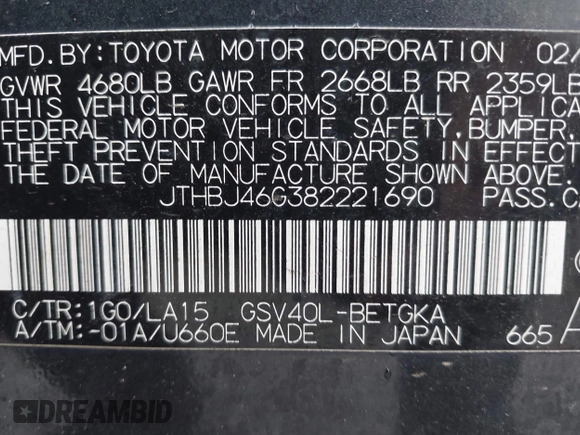 MFD. BY: TOYOTA MOTOR CORPORATION 02/
GVWR 4680LB GAWR FR 2668LB RR 2359LB
THIS VEHICLE CONFORMS TO ALL APPLICA
FEDERAL MOTOR VEHICLE SAFETY, BUMPER,
THEFT PREVENTION STANDARDS IN EFFECT
THE DATE OF MANUFACTURE SHOWN ABOVE.
JTHBJ46G382221690 PASS.CA
C/TR:1G0/LA15 GSV40L-BETGKA
A/TM:-01A/U660E MADE IN JAPAN 665
DREAMBID